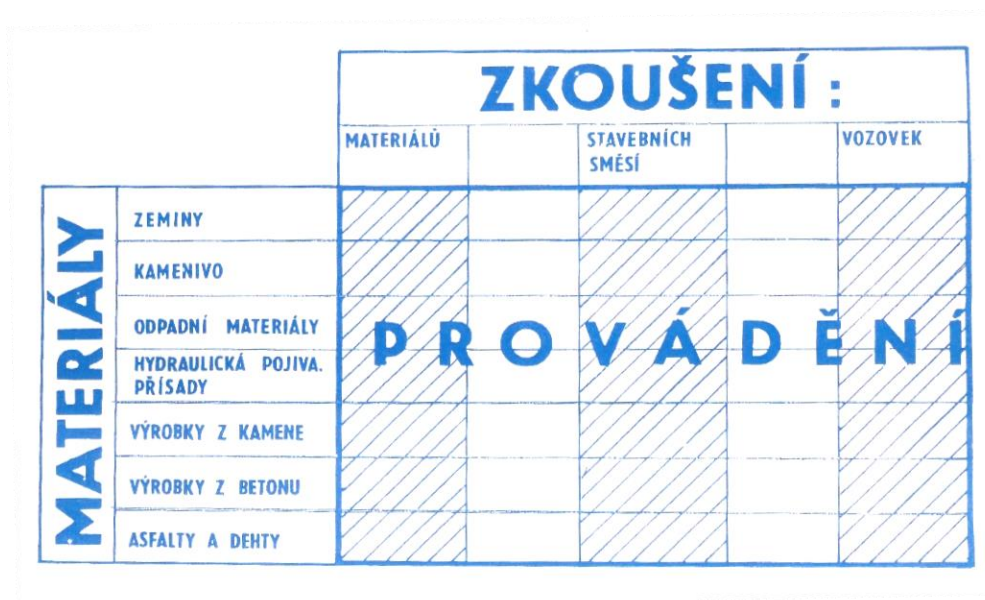 ZKOUŠENÍ :
MATERIÁLŮ
STAVEBNÍCH
SMĚSÍ
VOZOVEK
MATERIÁLY
ZEMINY
KAMENIVO
ODPADNÍ MATERIÁLY
HYDRAULICKÁ POJIVA.
PŘÍSADY
VÝROBKY Z KAMENE
VÝROBKY Z BETONU
ASFALTY A DEHTY
PROVÁDĚNÍ